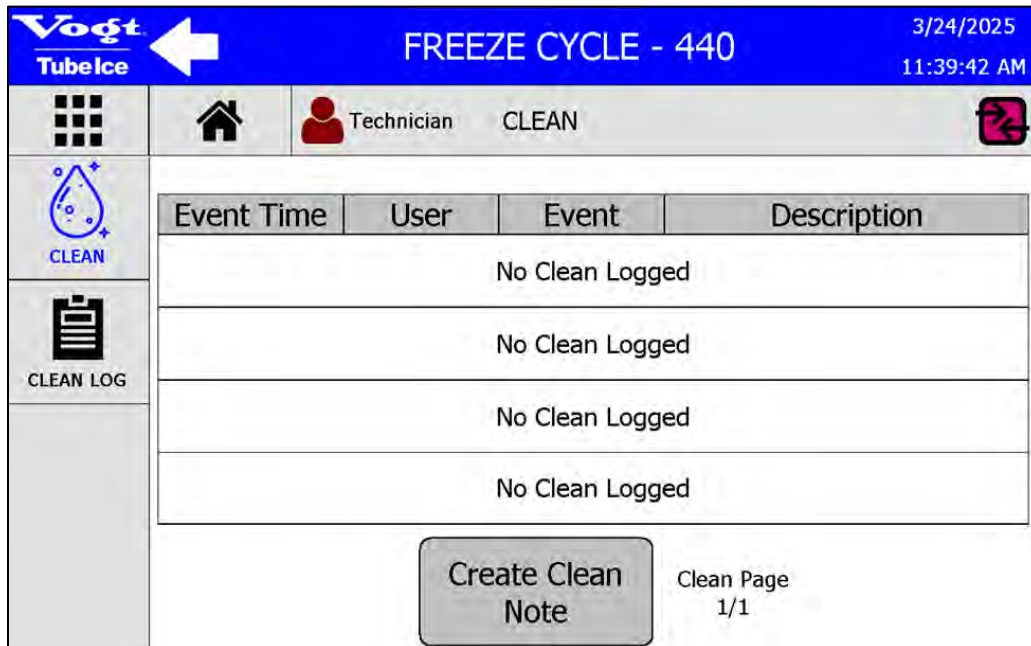 Vogt
TubeIce
FREEZE CYCLE - 440
3/24/2025
11:39:42 AM
Technician
CLEAN
CLEAN
CLEAN LOG
Event Time User Event Description
No Clean Logged
No Clean Logged
No Clean Logged
No Clean Logged
Create Clean
Note
Clean Page
1/1